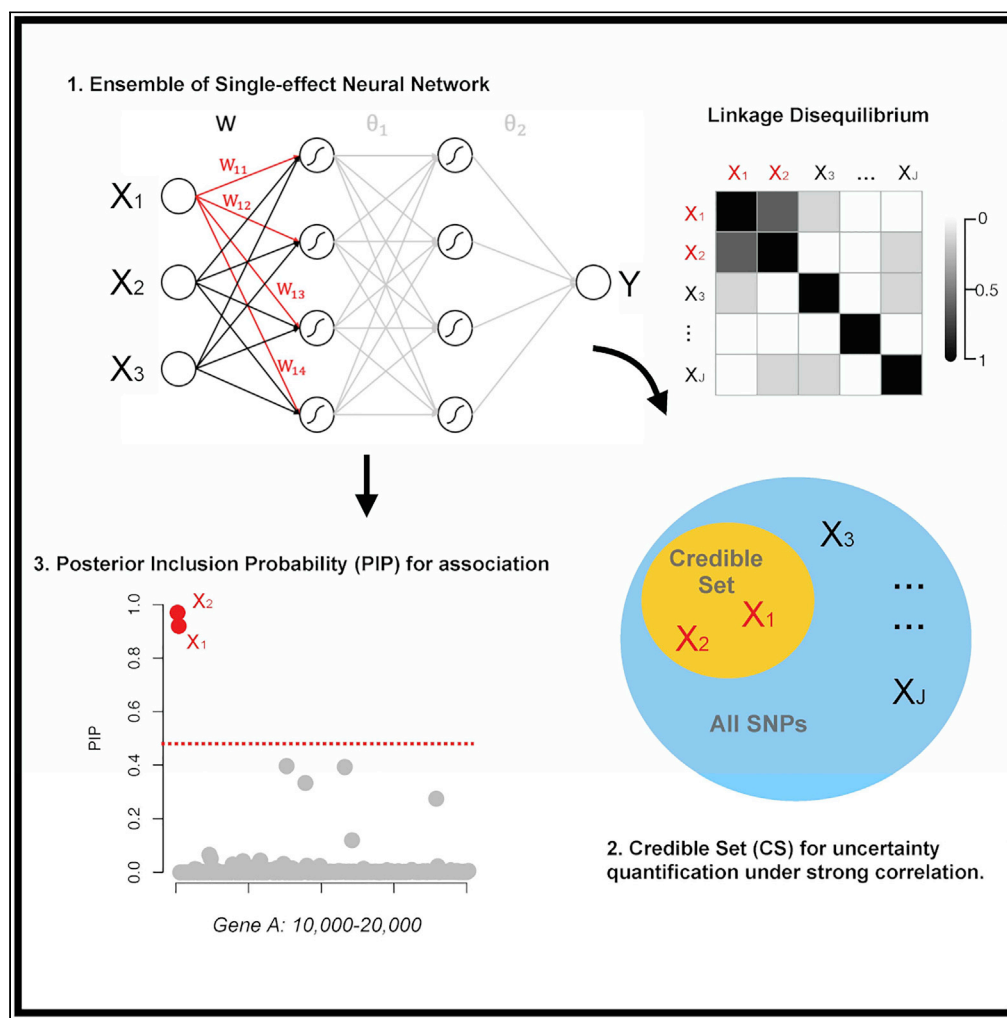 1. Ensemble of Single-effect Neural Network
W θ₁ θ₂
W₁₁
W₁₂
W₁₃
W₁₄
X₁
X₂
X₃
Y
Linkage Disequilibrium
X₁ X₂ X₃ ... X_J
X₁
X₂
X₃
⋮
X_J
0
0.5
1
3. Posterior Inclusion Probability (PIP) for association
PIP
1.0
0.8
0.6
0.4
0.2
0.0
X₂
X₁
Gene A: 10,000-20,000
Credible
Set
X₁
X₂
X₃
...
...
X_J
All SNPs
2. Credible Set (CS) for uncertainty
quantification under strong correlation.